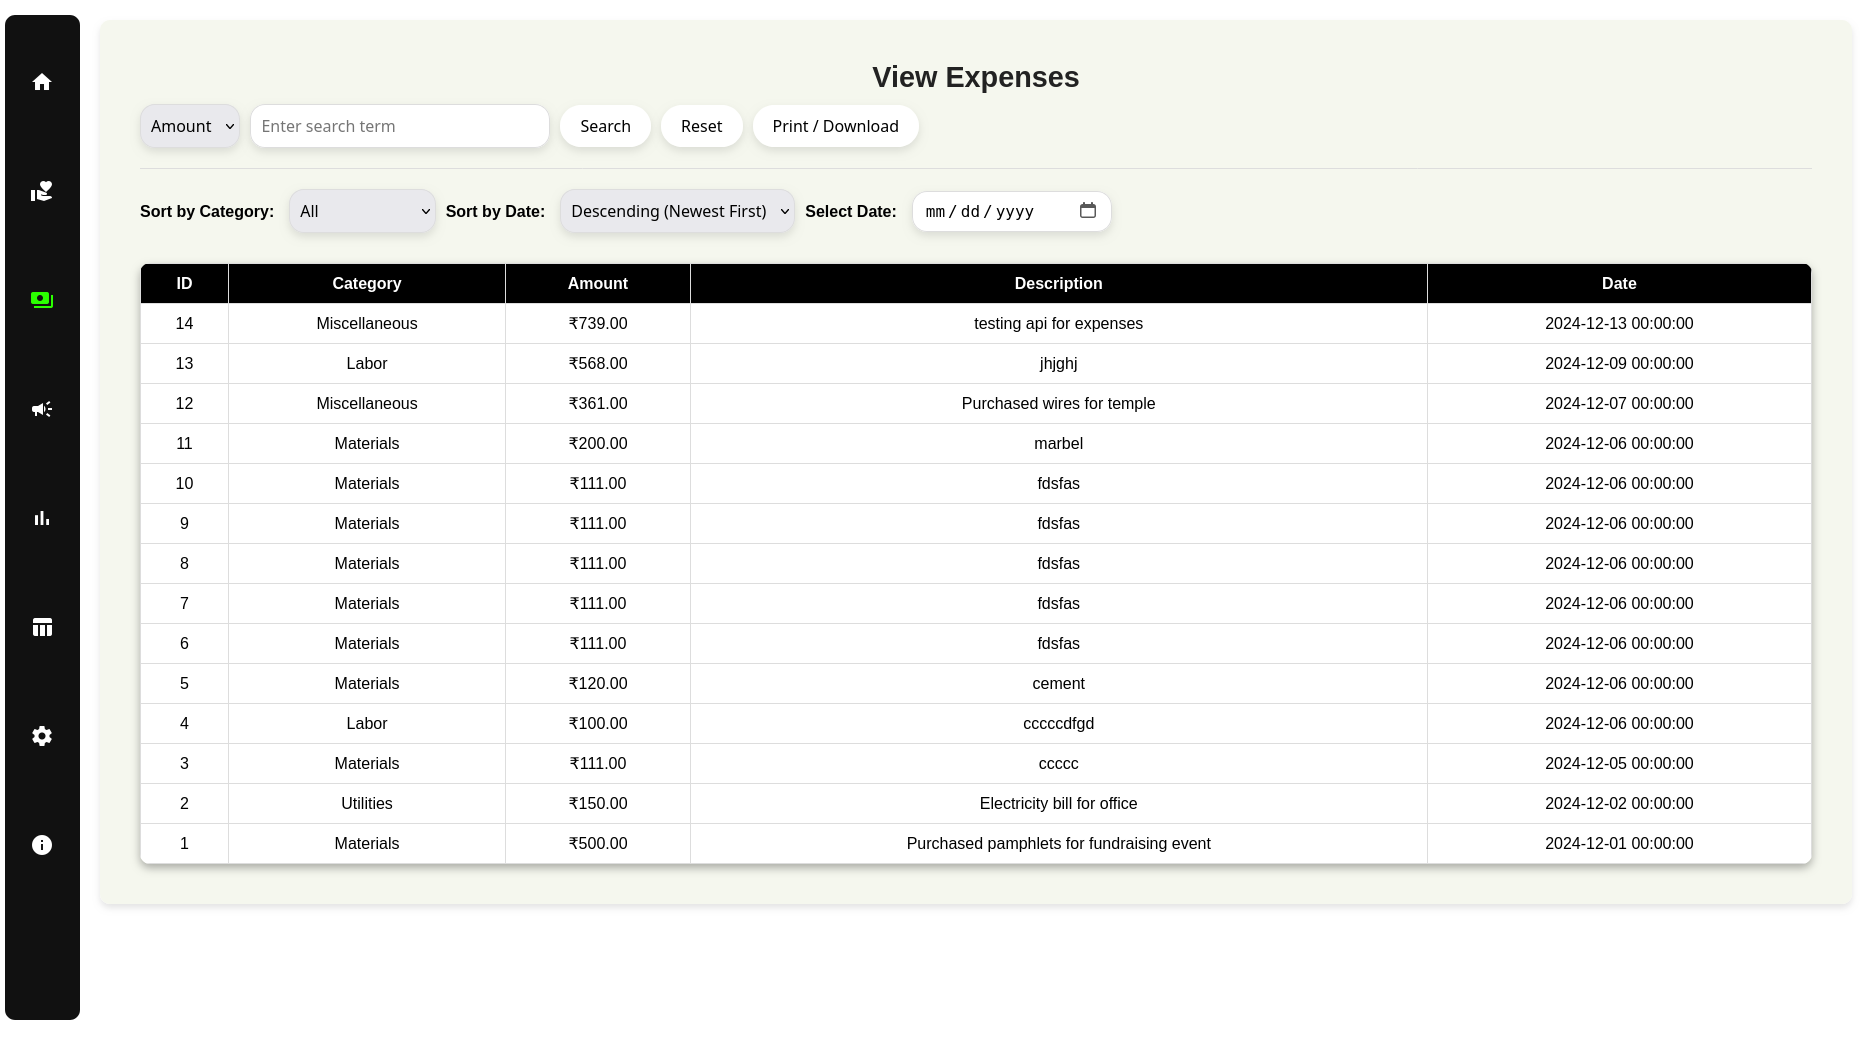 View Expenses
Amount Enter search term Search Reset Print / Download
Sort by Category: All Sort by Date: Descending (Newest First) Select Date: mm/dd/yyyy
ID Category Amount Description Date
14 Miscellaneous ₹739.00 testing api for expenses 2024-12-13 00:00:00
13 Labor ₹568.00 jhjghj 2024-12-09 00:00:00
12 Miscellaneous ₹361.00 Purchased wires for temple 2024-12-07 00:00:00
11 Materials ₹200.00 marbel 2024-12-06 00:00:00
10 Materials ₹111.00 fdsfas 2024-12-06 00:00:00
9 Materials ₹111.00 fdsfas 2024-12-06 00:00:00
8 Materials ₹111.00 fdsfas 2024-12-06 00:00:00
7 Materials ₹111.00 fdsfas 2024-12-06 00:00:00
6 Materials ₹111.00 fdsfas 2024-12-06 00:00:00
5 Materials ₹120.00 cement 2024-12-06 00:00:00
4 Labor ₹100.00 cccccdfgd 2024-12-06 00:00:00
3 Materials ₹111.00 ccccc 2024-12-05 00:00:00
2 Utilities ₹150.00 Electricity bill for office 2024-12-02 00:00:00
1 Materials ₹500.00 Purchased pamphlets for fundraising event 2024-12-01 00:00:00